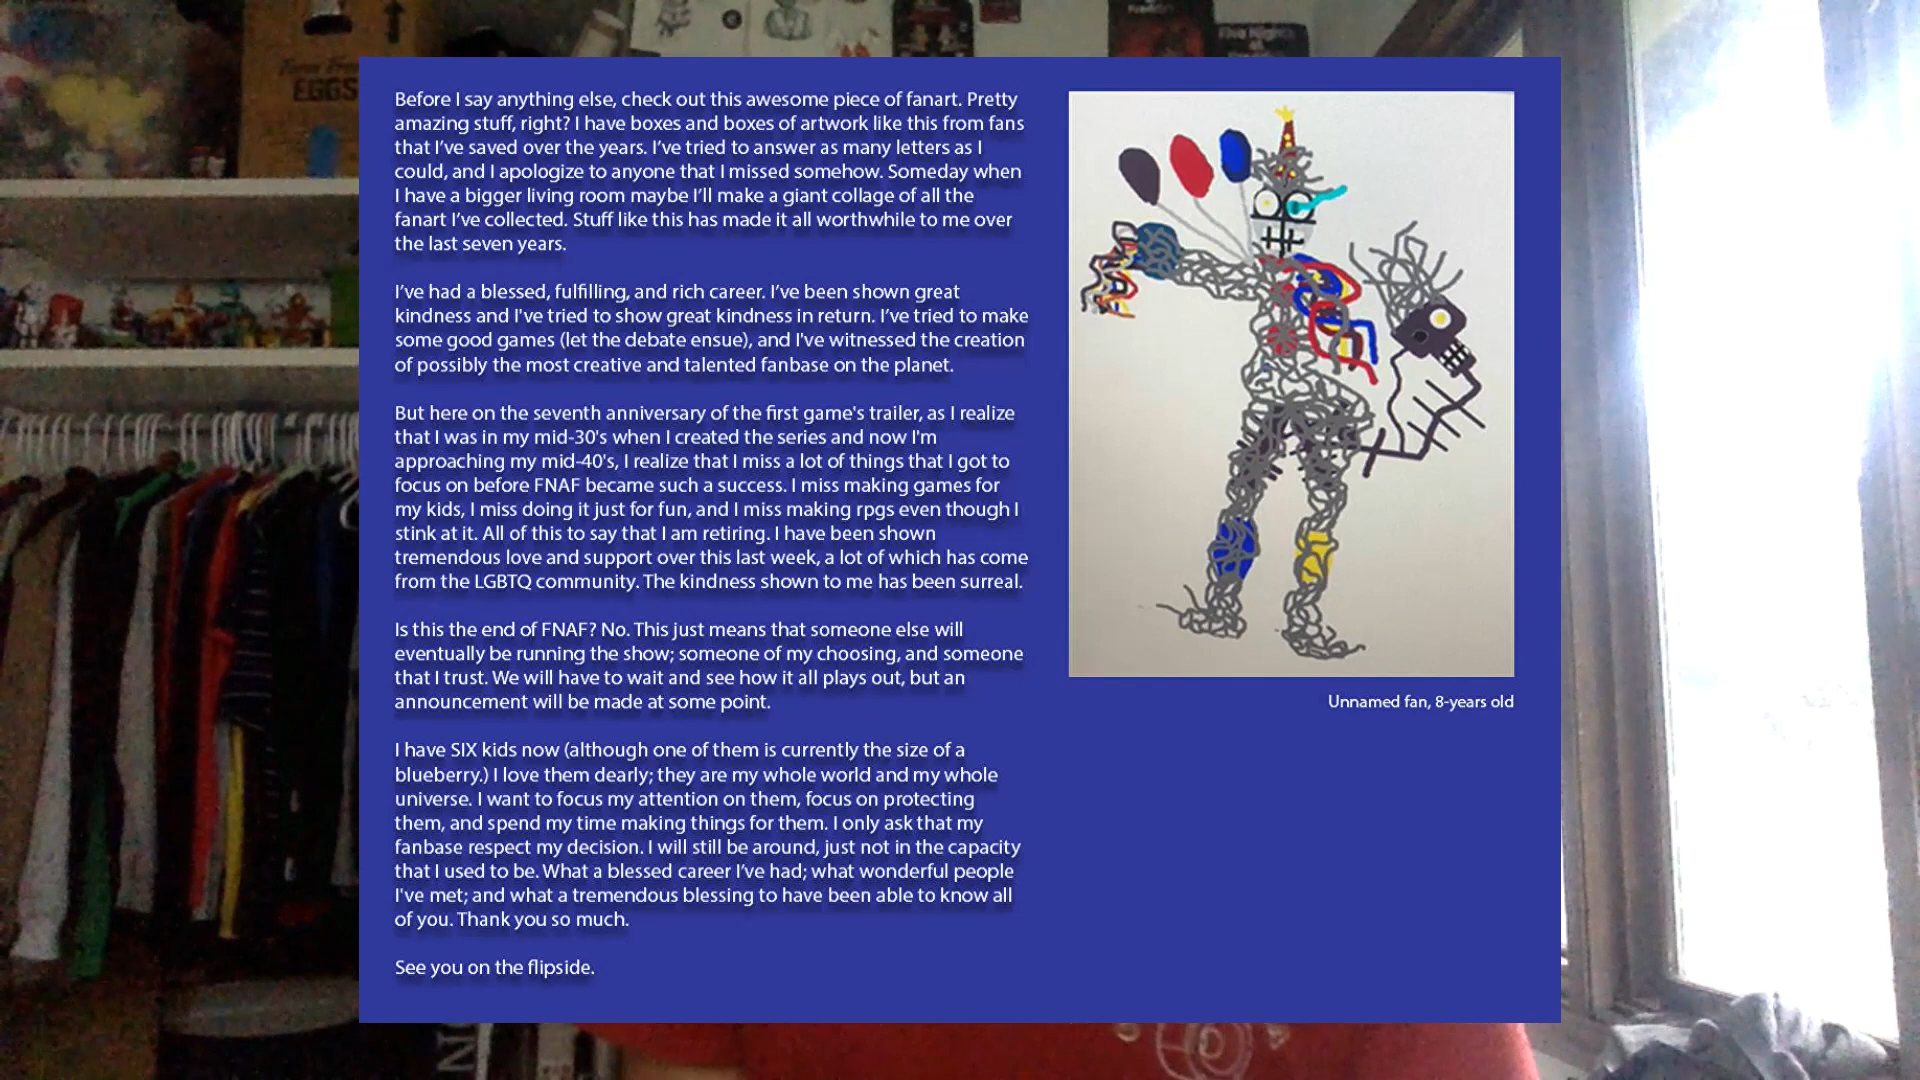 EGGS
Before I say anything else, check out this awesome piece of fanart. Pretty
amazing stuff, right? I have boxes and boxes of artwork like this from fans
that I've saved over the years. I've tried to answer as many letters as I
could, and I apologize to anyone that I missed somehow. Someday when
I have a bigger living room maybe I'll make a giant collage of all the
fanart I've collected. Stuff like this has made it all worthwhile to me over
the last seven years.
I've had a blessed, fulfilling, and rich career. I've been shown great
kindness and I've tried to show great kindness in return. I've tried to make
some good games (let the debate ensue), and I've witnessed the creation
of possibly the most creative and talented fanbase on the planet.
But here on the seventh anniversary of the first game's trailer, as I realize
that I was in my mid-30's when I created the series and now I'm
approaching my mid-40's, I realize that I miss a lot of things that I got to
focus on before FNAF became such a success. I miss making games for
my kids, I miss doing it just for fun, and I miss making rpgs even though I
stink at it. All of this to say that I am retiring. I have been shown
tremendous love and support over this last week, a lot of which has come
from the LGBTQ community. The kindness shown to me has been surreal.
Is this the end of FNAF? No. This just means that someone else will
eventually be running the show; someone of my choosing, and someone
that I trust. We will have to wait and see how it all plays out, but an
announcement will be made at some point.
I have SIX kids now (although one of them is currently the size of a
blueberry.) I love them dearly; they are my whole world and my whole
universe. I want to focus my attention on them, focus on protecting
them, and spend my time making things for them. I only ask that my
fanbase respect my decision. I will still be around, just not in the capacity
that I used to be. What a blessed career I've had; what wonderful people
I've met; and what a tremendous blessing to have been able to know all
of you. Thank you so much.
See you on the flipside.
Unnamed fan, 8-years old